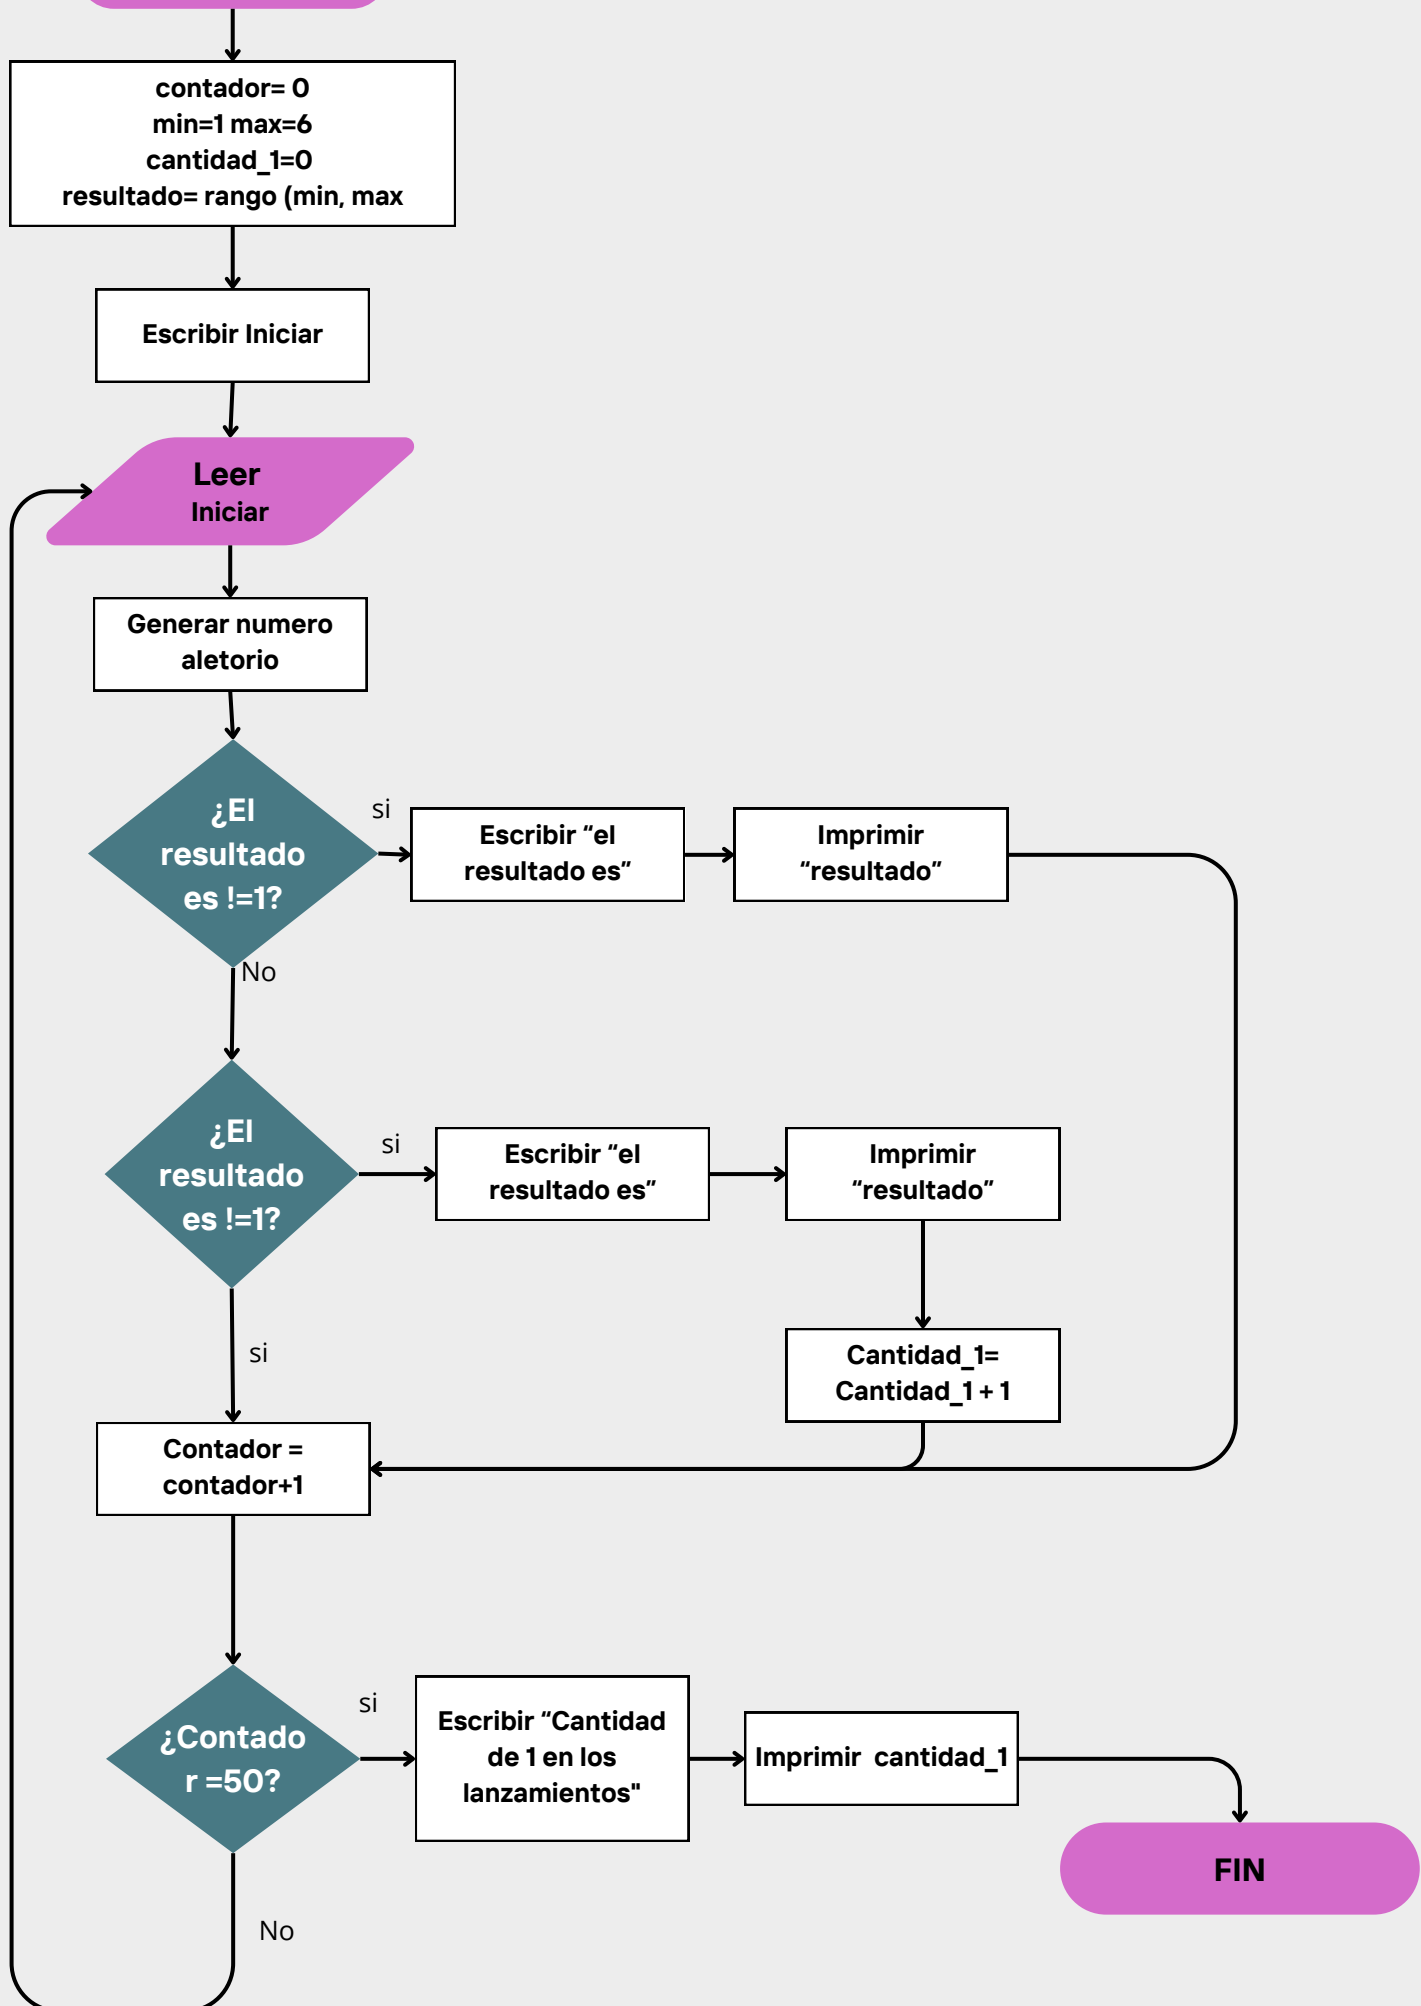 contador= 0
min=1 max=6
cantidad_1=0
resultado= rango (min, max
Escribir Iniciar
Leer
Iniciar
Generar numero
aletorio
¿El
resultado
es !=1?
si
Escribir “el
resultado es”
Imprimir
“resultado”
No
¿El
resultado
es !=1?
si
Escribir “el
resultado es”
Imprimir
“resultado”
si
Cantidad_1=
Cantidad_1 + 1
Contador =
contador+1
¿Contado
r =50?
si
Escribir “Cantidad
de 1 en los
lanzamientos"
Imprimir cantidad_1
FIN
No